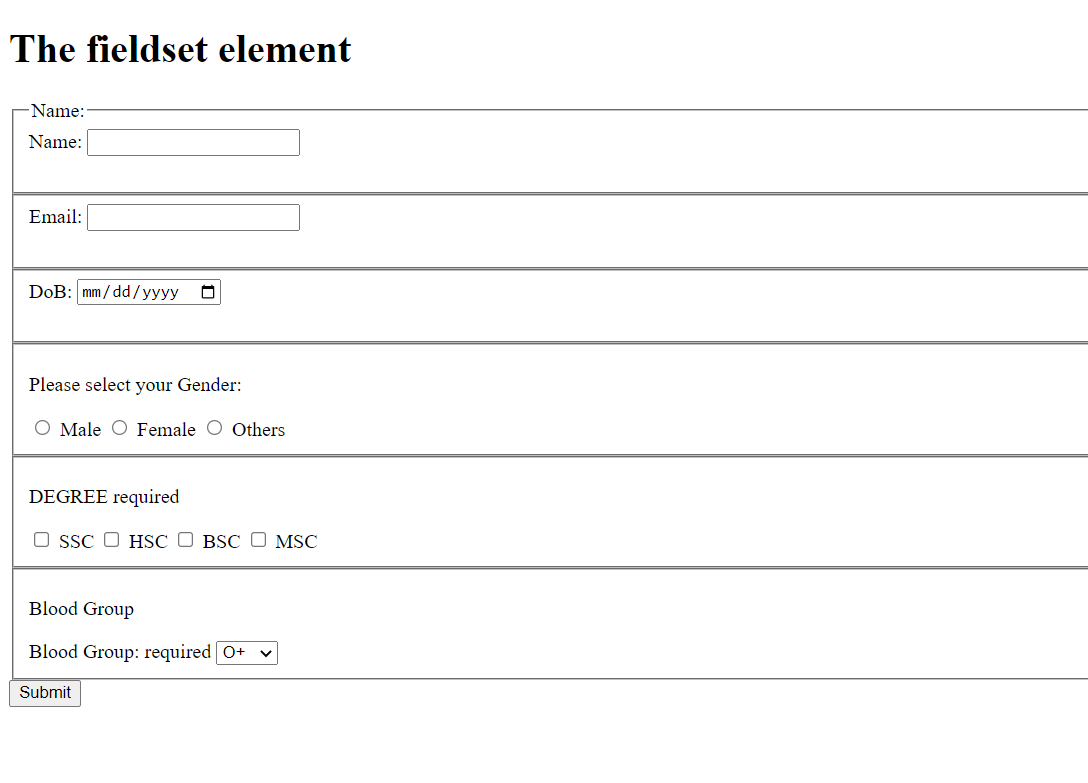 The fieldset element
Name:
Name:
Email:
DoB: mm/dd/yyyy
Please select your Gender:
Male Female Others
DEGREE required
SSC HSC BSC MSC
Blood Group
Blood Group: required O+
Submit